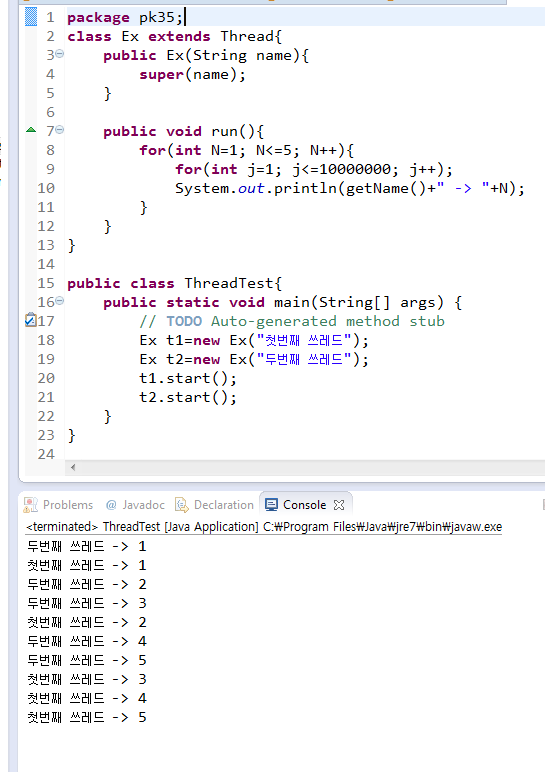 1 package pk35;
2 class Ex extends Thread{
3 public Ex(String name){
4 super(name);
5 }
6
7 public void run(){
8 for(int N=1; N<=5; N++){
9 for(int j=1; j<=10000000; j++);
10 System.out.println(getName()+" -> "+N);
11 }
12 }
13 }
14
15 public class ThreadTest{
16 public static void main(String[] args) {
17 // TODO Auto-generated method stub
18 Ex t1=new Ex("첫번째 쓰레드");
19 Ex t2=new Ex("두번째 쓰레드");
20 t1.start();
21 t2.start();
22 }
23 }
24
Problems @ Javadoc Declaration Console
<terminated> ThreadTest [Java Application] C:₩Program Files₩Java₩jre7₩bin₩javaw.exe
두번째 쓰레드 -> 1
첫번째 쓰레드 -> 1
두번째 쓰레드 -> 2
두번째 쓰레드 -> 3
첫번째 쓰레드 -> 2
두번째 쓰레드 -> 4
두번째 쓰레드 -> 5
첫번째 쓰레드 -> 3
첫번째 쓰레드 -> 4
첫번째 쓰레드 -> 5